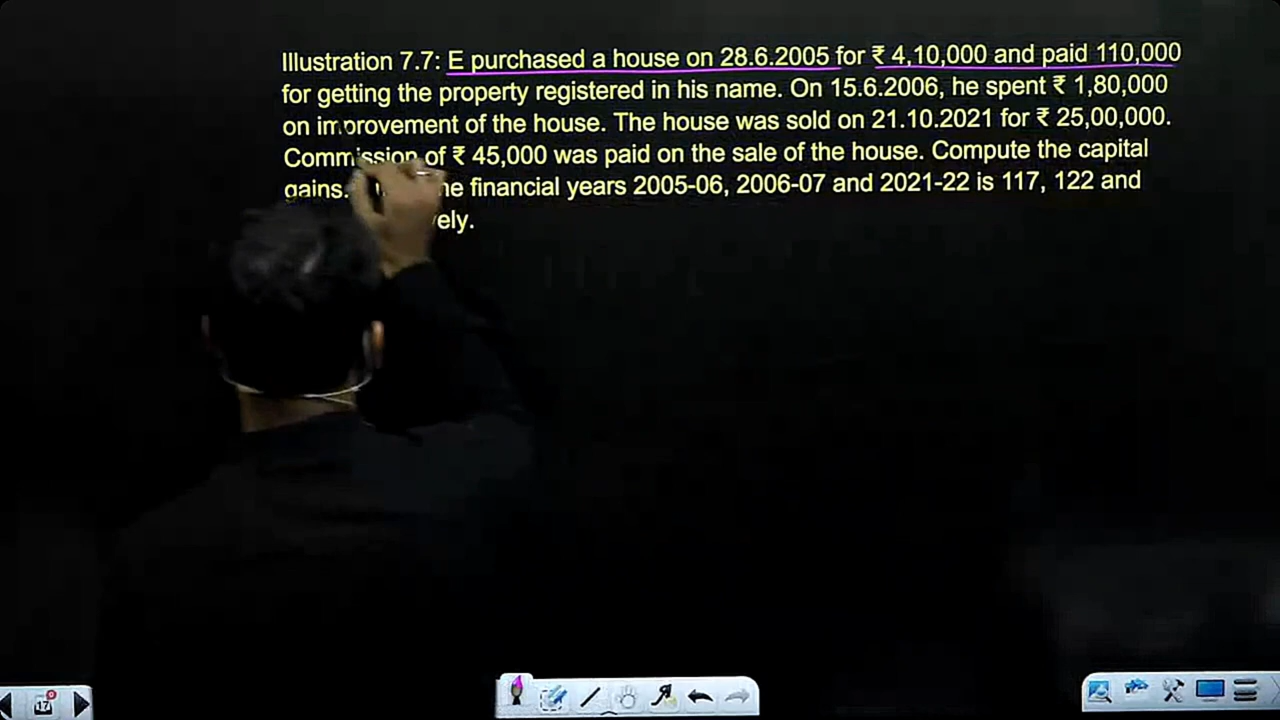 Illustration 7.7: E purchased a house on 28.6.2005 for ₹ 4,10,000 and paid 110,000
for getting the property registered in his name. On 15.6.2006, he spent ₹ 1,80,000
on improvement of the house. The house was sold on 21.10.2021 for ₹ 25,00,000.
Commission of ₹ 45,000 was paid on the sale of the house. Compute the capital
gains. financial years 2005-06, 2006-07 and 2021-22 is 117, 122 and
17